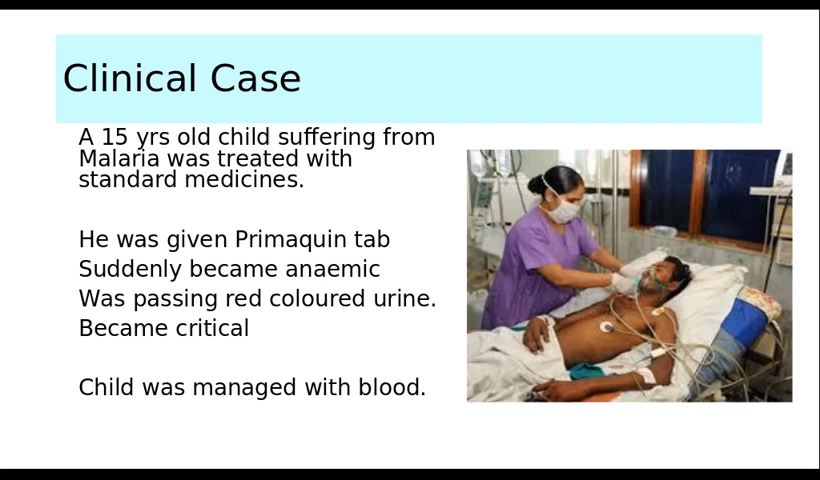 Clinical Case
A 15 yrs old child suffering from
Malaria was treated with
standard medicines.
He was given Primaquin tab
Suddenly became anaemic
Was passing red coloured urine.
Became critical
Child was managed with blood.